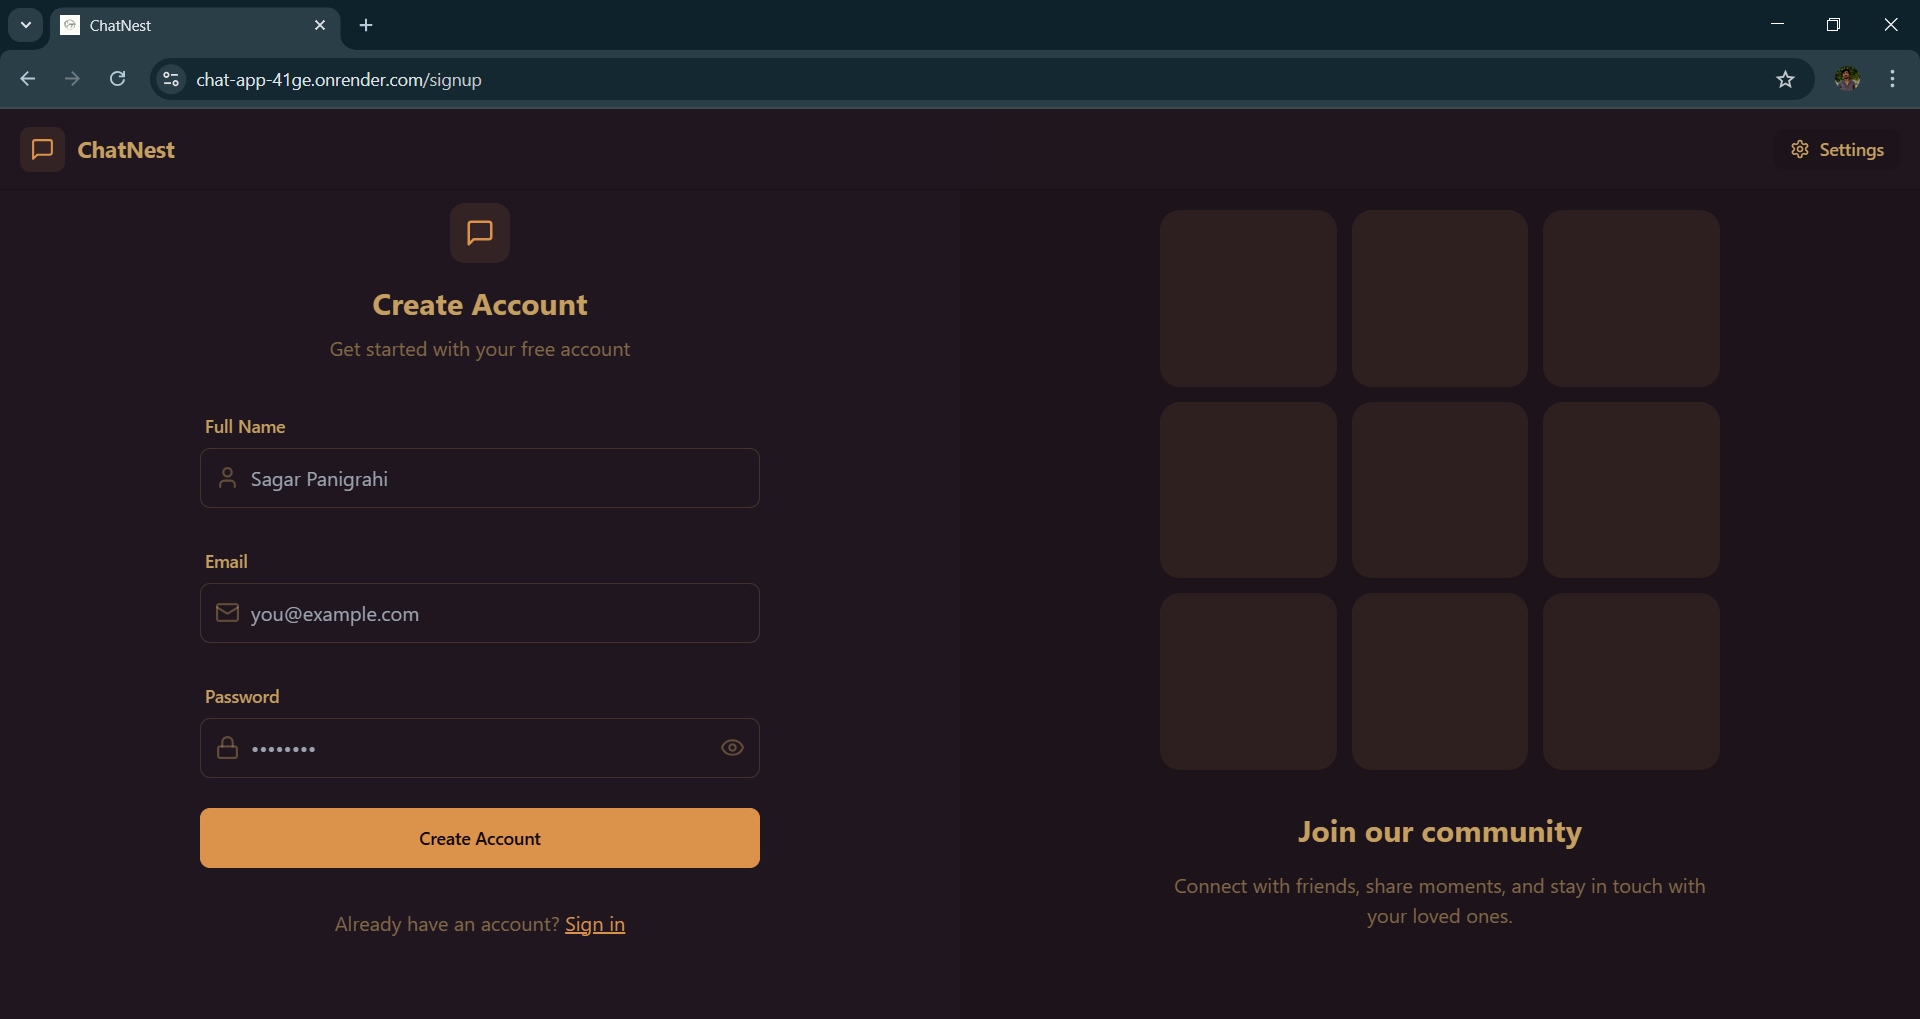 ChatNest
chat-app-41ge.onrender.com/signup
ChatNest
Settings
Create Account
Get started with your free account
Full Name
Sagar Panigrahi
Email
you@example.com
Password
••••••••
Create Account
Already have an account? Sign in
Join our community
Connect with friends, share moments, and stay in touch with
your loved ones.